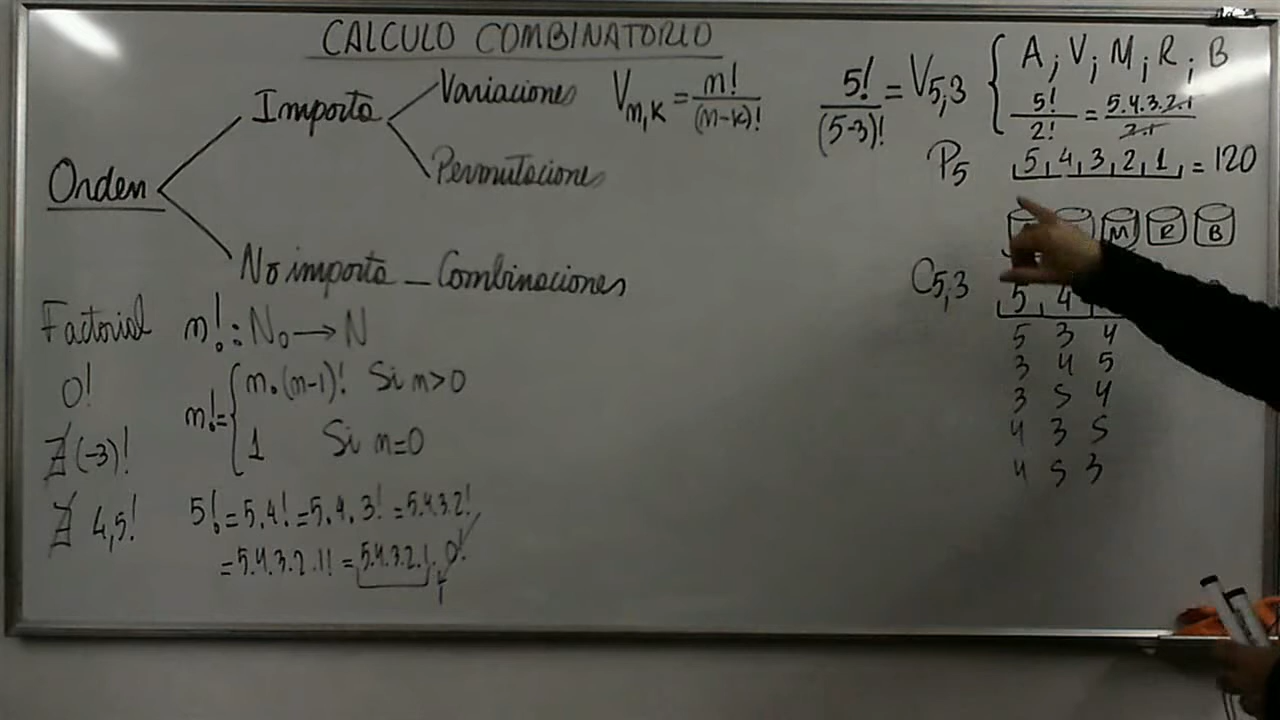 CALCULO COMBINATORIO
Orden
Importa
Variaciones V m,k = m! / (m-k)!
Permutaciones
No importa - Combinaciones
Factorial m! : N₀ → N
0!
∄ (-3)!
∄ 4,5!
m! = { m.(m-1)! Si m>0
1 Si m=0
5! = 5.4! = 5.4.3! = 5.4.3.2!
= 5.4.3.2.1! = 5.4.3.2.1.0!
1
5! / (5-3)! = V5,3 { A ; V ; M ; R ; B
5! / 2! = 5.4.3.2.1 / 2.1
P5 5 . 4 . 3 . 2 . 1 = 120
M R B
C5,3 5 4
5 3 4
3 4 5
3 5 4
4 3 5
4 5 3